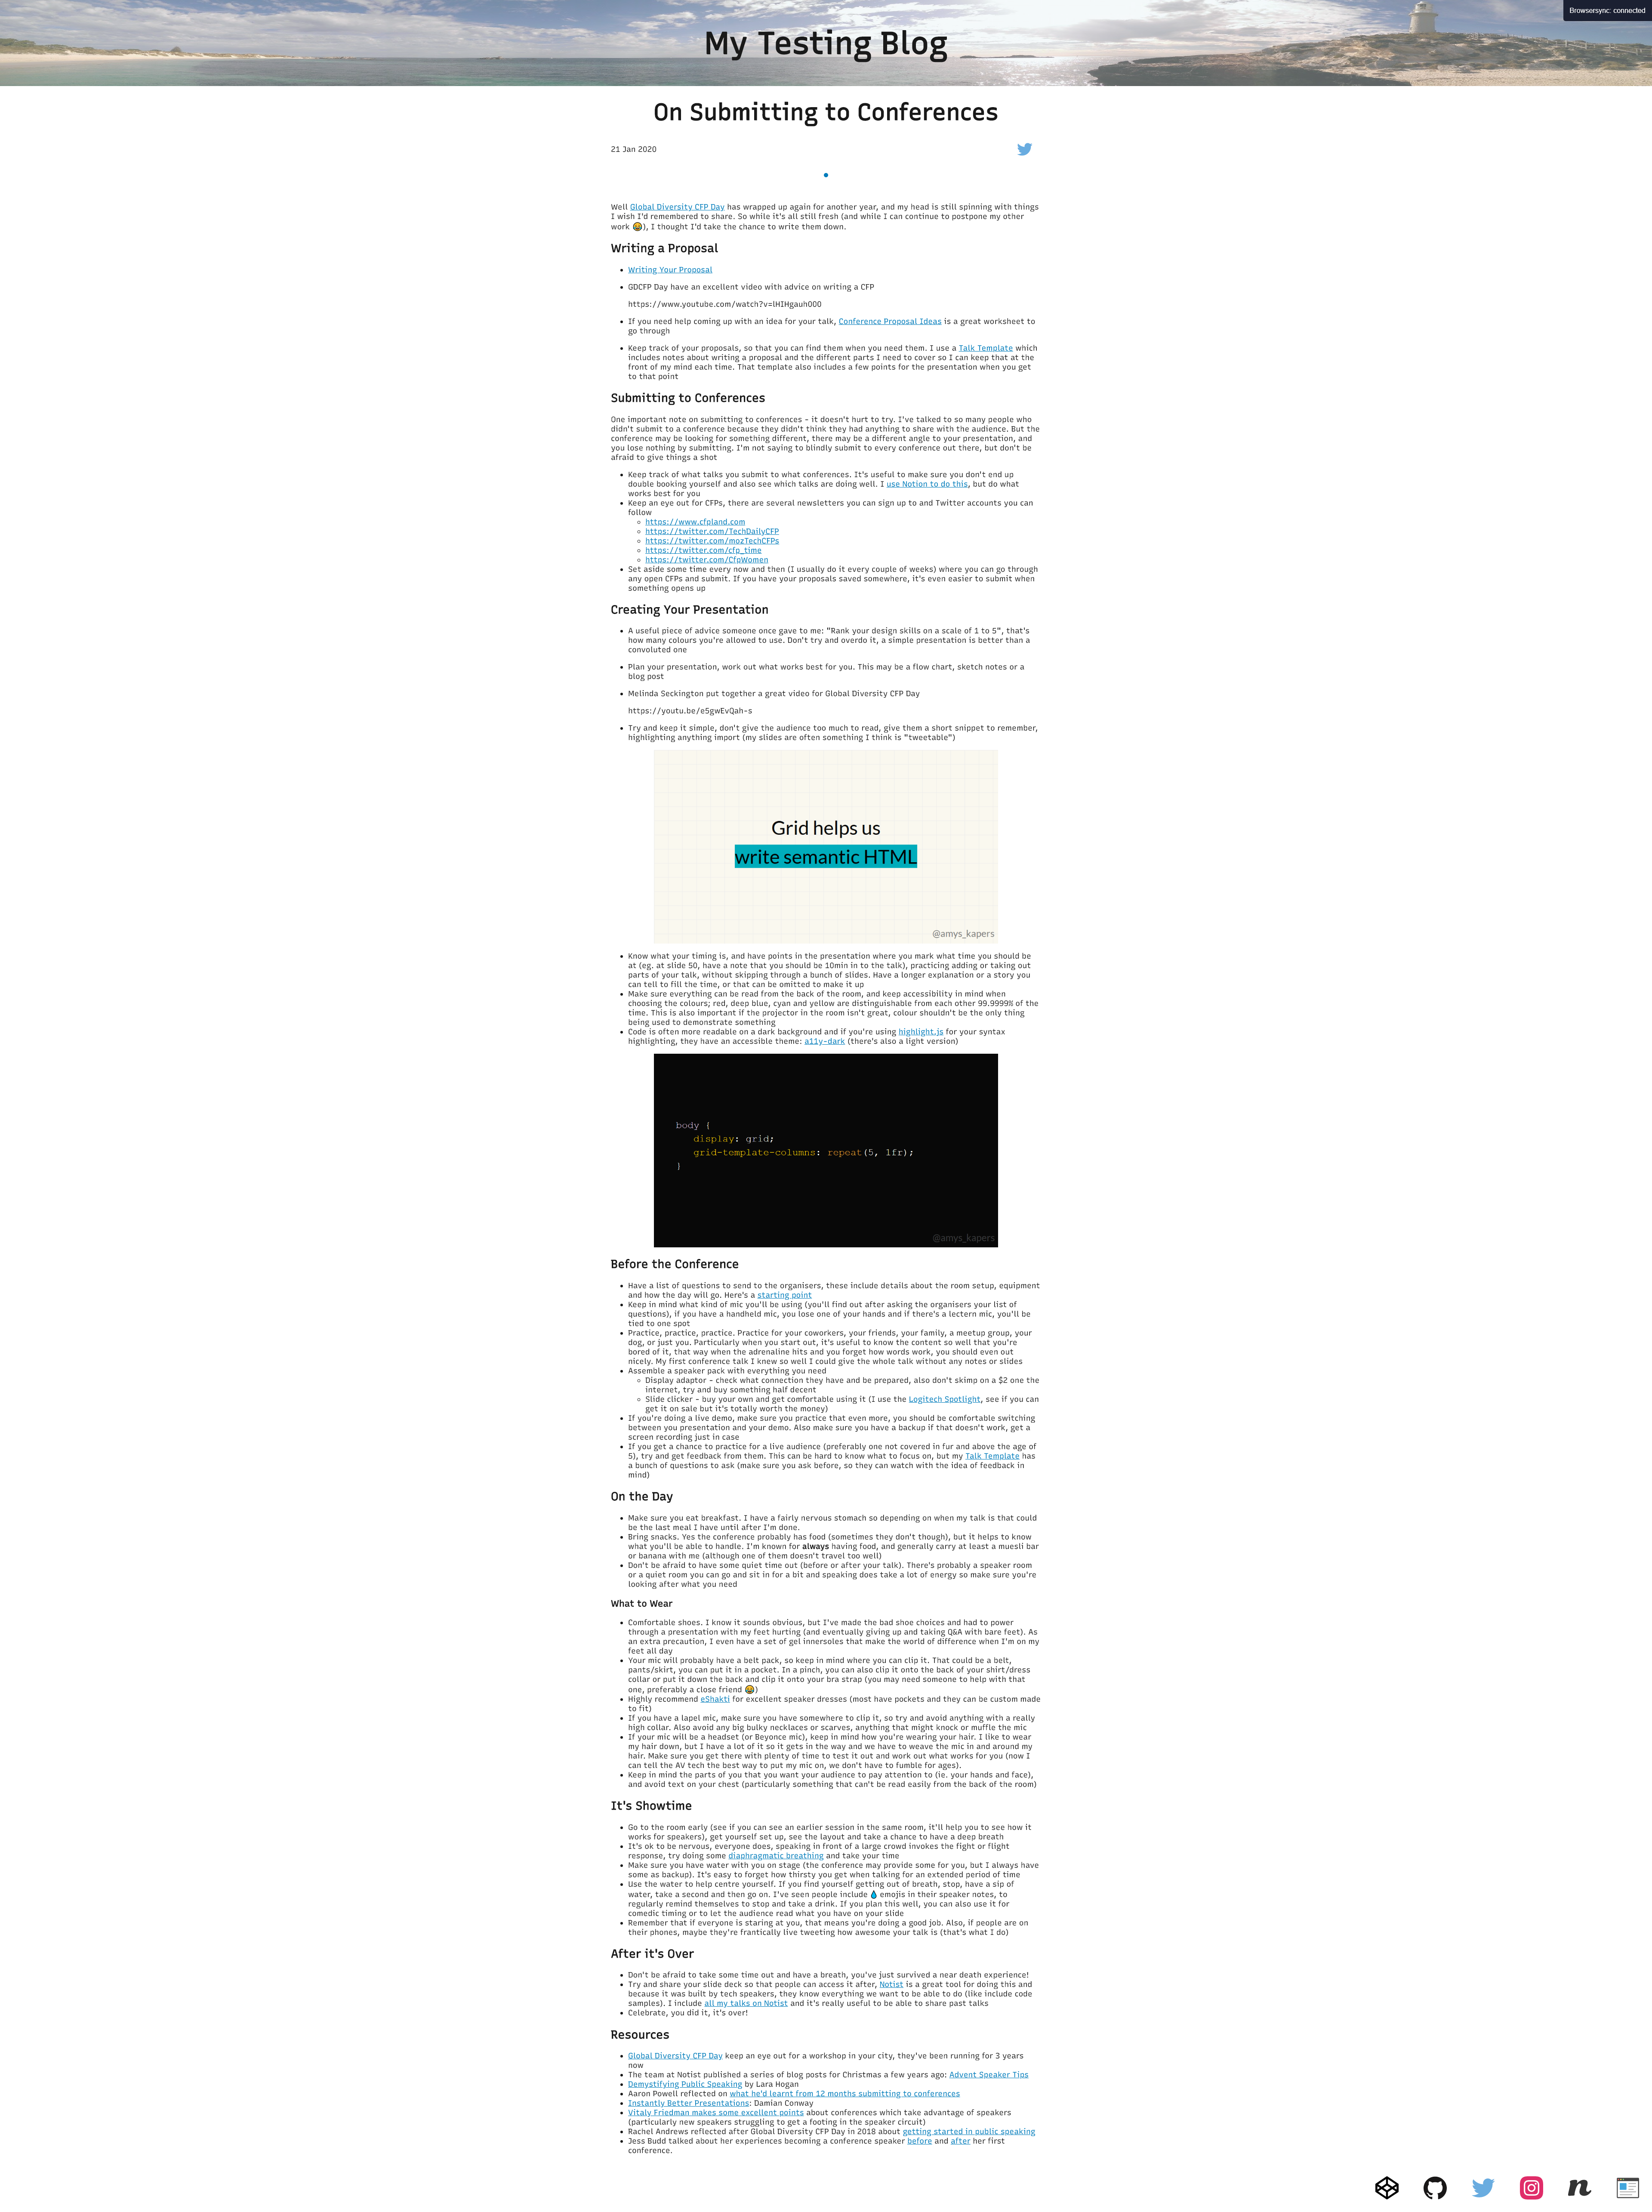 Browsersync: connected
My Testing Blog
On Submitting to Conferences
21 Jan 2020
Well Global Diversity CFP Day has wrapped up again for another year, and my head is still spinning with things
I wish I'd remembered to share. So while it's all still fresh (and while I can continue to postpone my other
work 😂), I thought I'd take the chance to write them down.
Writing a Proposal
• Writing Your Proposal
• GDCFP Day have an excellent video with advice on writing a CFP
https://www.youtube.com/watch?v=lHIHgauh000
• If you need help coming up with an idea for your talk, Conference Proposal Ideas is a great worksheet to
go through
• Keep track of your proposals, so that you can find them when you need them. I use a Talk Template which
includes notes about writing a proposal and the different parts I need to cover so I can keep that at the
front of my mind each time. That template also includes a few points for the presentation when you get
to that point
Submitting to Conferences
One important note on submitting to conferences - it doesn't hurt to try. I've talked to so many people who
didn't submit to a conference because they didn't think they had anything to share with the audience. But the
conference may be looking for something different, there may be a different angle to your presentation, and
you lose nothing by submitting. I'm not saying to blindly submit to every conference out there, but don't be
afraid to give things a shot
• Keep track of what talks you submit to what conferences. It's useful to make sure you don't end up
double booking yourself and also see which talks are doing well. I use Notion to do this, but do what
works best for you
• Keep an eye out for CFPs, there are several newsletters you can sign up to and Twitter accounts you can
follow
◦ https://www.cfpland.com
◦ https://twitter.com/TechDailyCFP
◦ https://twitter.com/mozTechCFPs
◦ https://twitter.com/cfp_time
◦ https://twitter.com/CfpWomen
• Set aside some time every now and then (I usually do it every couple of weeks) where you can go through
any open CFPs and submit. If you have your proposals saved somewhere, it's even easier to submit when
something opens up
Creating Your Presentation
• A useful piece of advice someone once gave to me: "Rank your design skills on a scale of 1 to 5", that's
how many colours you're allowed to use. Don't try and overdo it, a simple presentation is better than a
convoluted one
• Plan your presentation, work out what works best for you. This may be a flow chart, sketch notes or a
blog post
• Melinda Seckington put together a great video for Global Diversity CFP Day
https://youtu.be/e5gwEvQah-s
• Try and keep it simple, don't give the audience too much to read, give them a short snippet to remember,
highlighting anything import (my slides are often something I think is "tweetable")
Grid helps us
write semantic HTML
@amys_kapers
• Know what your timing is, and have points in the presentation where you mark what time you should be
at (eg. at slide 50, have a note that you should be 10min in to the talk), practicing adding or taking out
parts of your talk, without skipping through a bunch of slides. Have a longer explanation or a story you
can tell to fill the time, or that can be omitted to make it up
• Make sure everything can be read from the back of the room, and keep accessibility in mind when
choosing the colours; red, deep blue, cyan and yellow are distinguishable from each other 99.9999% of the
time. This is also important if the projector in the room isn't great, colour shouldn't be the only thing
being used to demonstrate something
• Code is often more readable on a dark background and if you're using highlight.js for your syntax
highlighting, they have an accessible theme: a11y-dark (there's also a light version)
body {
display: grid;
grid-template-columns: repeat(5, 1fr);
}
@amys_kapers
Before the Conference
• Have a list of questions to send to the organisers, these include details about the room setup, equipment
and how the day will go. Here's a starting point
• Keep in mind what kind of mic you'll be using (you'll find out after asking the organisers your list of
questions), if you have a handheld mic, you lose one of your hands and if there's a lectern mic, you'll be
tied to one spot
• Practice, practice, practice. Practice for your coworkers, your friends, your family, a meetup group, your
dog, or just you. Particularly when you start out, it's useful to know the content so well that you're
bored of it, that way when the adrenaline hits and you forget how words work, you should even out
nicely. My first conference talk I knew so well I could give the whole talk without any notes or slides
• Assemble a speaker pack with everything you need
◦ Display adaptor - check what connection they have and be prepared, also don't skimp on a $2 one the
internet, try and buy something half decent
◦ Slide clicker - buy your own and get comfortable using it (I use the Logitech Spotlight, see if you can
get it on sale but it's totally worth the money)
• If you're doing a live demo, make sure you practice that even more, you should be comfortable switching
between you presentation and your demo. Also make sure you have a backup if that doesn't work, get a
screen recording just in case
• If you get a chance to practice for a live audience (preferably one not covered in fur and above the age of
5), try and get feedback from them. This can be hard to know what to focus on, but my Talk Template has
a bunch of questions to ask (make sure you ask before, so they can watch with the idea of feedback in
mind)
On the Day
• Make sure you eat breakfast. I have a fairly nervous stomach so depending on when my talk is that could
be the last meal I have until after I'm done.
• Bring snacks. Yes the conference probably has food (sometimes they don't though), but it helps to know
what you'll be able to handle. I'm known for always having food, and generally carry at least a muesli bar
or banana with me (although one of them doesn't travel too well)
• Don't be afraid to have some quiet time out (before or after your talk). There's probably a speaker room
or a quiet room you can go and sit in for a bit and speaking does take a lot of energy so make sure you're
looking after what you need
What to Wear
• Comfortable shoes. I know it sounds obvious, but I've made the bad shoe choices and had to power
through a presentation with my feet hurting (and eventually giving up and taking Q&A with bare feet). As
an extra precaution, I even have a set of gel innersoles that make the world of difference when I'm on my
feet all day
• Your mic will probably have a belt pack, so keep in mind where you can clip it. That could be a belt,
pants/skirt, you can put it in a pocket. In a pinch, you can also clip it onto the back of your shirt/dress
collar or put it down the back and clip it onto your bra strap (you may need someone to help with that
one, preferably a close friend 😂)
• Highly recommend eShakti for excellent speaker dresses (most have pockets and they can be custom made
to fit)
• If you have a lapel mic, make sure you have somewhere to clip it, so try and avoid anything with a really
high collar. Also avoid any big bulky necklaces or scarves, anything that might knock or muffle the mic
• If your mic will be a headset (or Beyonce mic), keep in mind how you're wearing your hair. I like to wear
my hair down, but I have a lot of it so it gets in the way and we have to weave the mic in and around my
hair. Make sure you get there with plenty of time to test it out and work out what works for you (now I
can tell the AV tech the best way to put my mic on, we don't have to fumble for ages).
• Keep in mind the parts of you that you want your audience to pay attention to (ie. your hands and face),
and avoid text on your chest (particularly something that can't be read easily from the back of the room)
It's Showtime
• Go to the room early (see if you can see an earlier session in the same room, it'll help you to see how it
works for speakers), get yourself set up, see the layout and take a chance to have a deep breath
• It's ok to be nervous, everyone does, speaking in front of a large crowd invokes the fight or flight
response, try doing some diaphragmatic breathing and take your time
• Make sure you have water with you on stage (the conference may provide some for you, but I always have
some as backup). It's easy to forget how thirsty you get when talking for an extended period of time
• Use the water to help centre yourself. If you find yourself getting out of breath, stop, have a sip of
water, take a second and then go on. I've seen people include 💧 emojis in their speaker notes, to
regularly remind themselves to stop and take a drink. If you plan this well, you can also use it for
comedic timing or to let the audience read what you have on your slide
• Remember that if everyone is staring at you, that means you're doing a good job. Also, if people are on
their phones, maybe they're frantically live tweeting how awesome your talk is (that's what I do)
After it's Over
• Don't be afraid to take some time out and have a breath, you've just survived a near death experience!
• Try and share your slide deck so that people can access it after, Notist is a great tool for doing this and
because it was built by tech speakers, they know everything we want to be able to do (like include code
samples). I include all my talks on Notist and it's really useful to be able to share past talks
• Celebrate, you did it, it's over!
Resources
• Global Diversity CFP Day keep an eye out for a workshop in your city, they've been running for 3 years
now
• The team at Notist published a series of blog posts for Christmas a few years ago: Advent Speaker Tips
• Demystifying Public Speaking by Lara Hogan
• Aaron Powell reflected on what he'd learnt from 12 months submitting to conferences
• Instantly Better Presentations: Damian Conway
• Vitaly Friedman makes some excellent points about conferences which take advantage of speakers
(particularly new speakers struggling to get a footing in the speaker circuit)
• Rachel Andrews reflected after Global Diversity CFP Day in 2018 about getting started in public speaking
• Jess Budd talked about her experiences becoming a conference speaker before and after her first
conference.